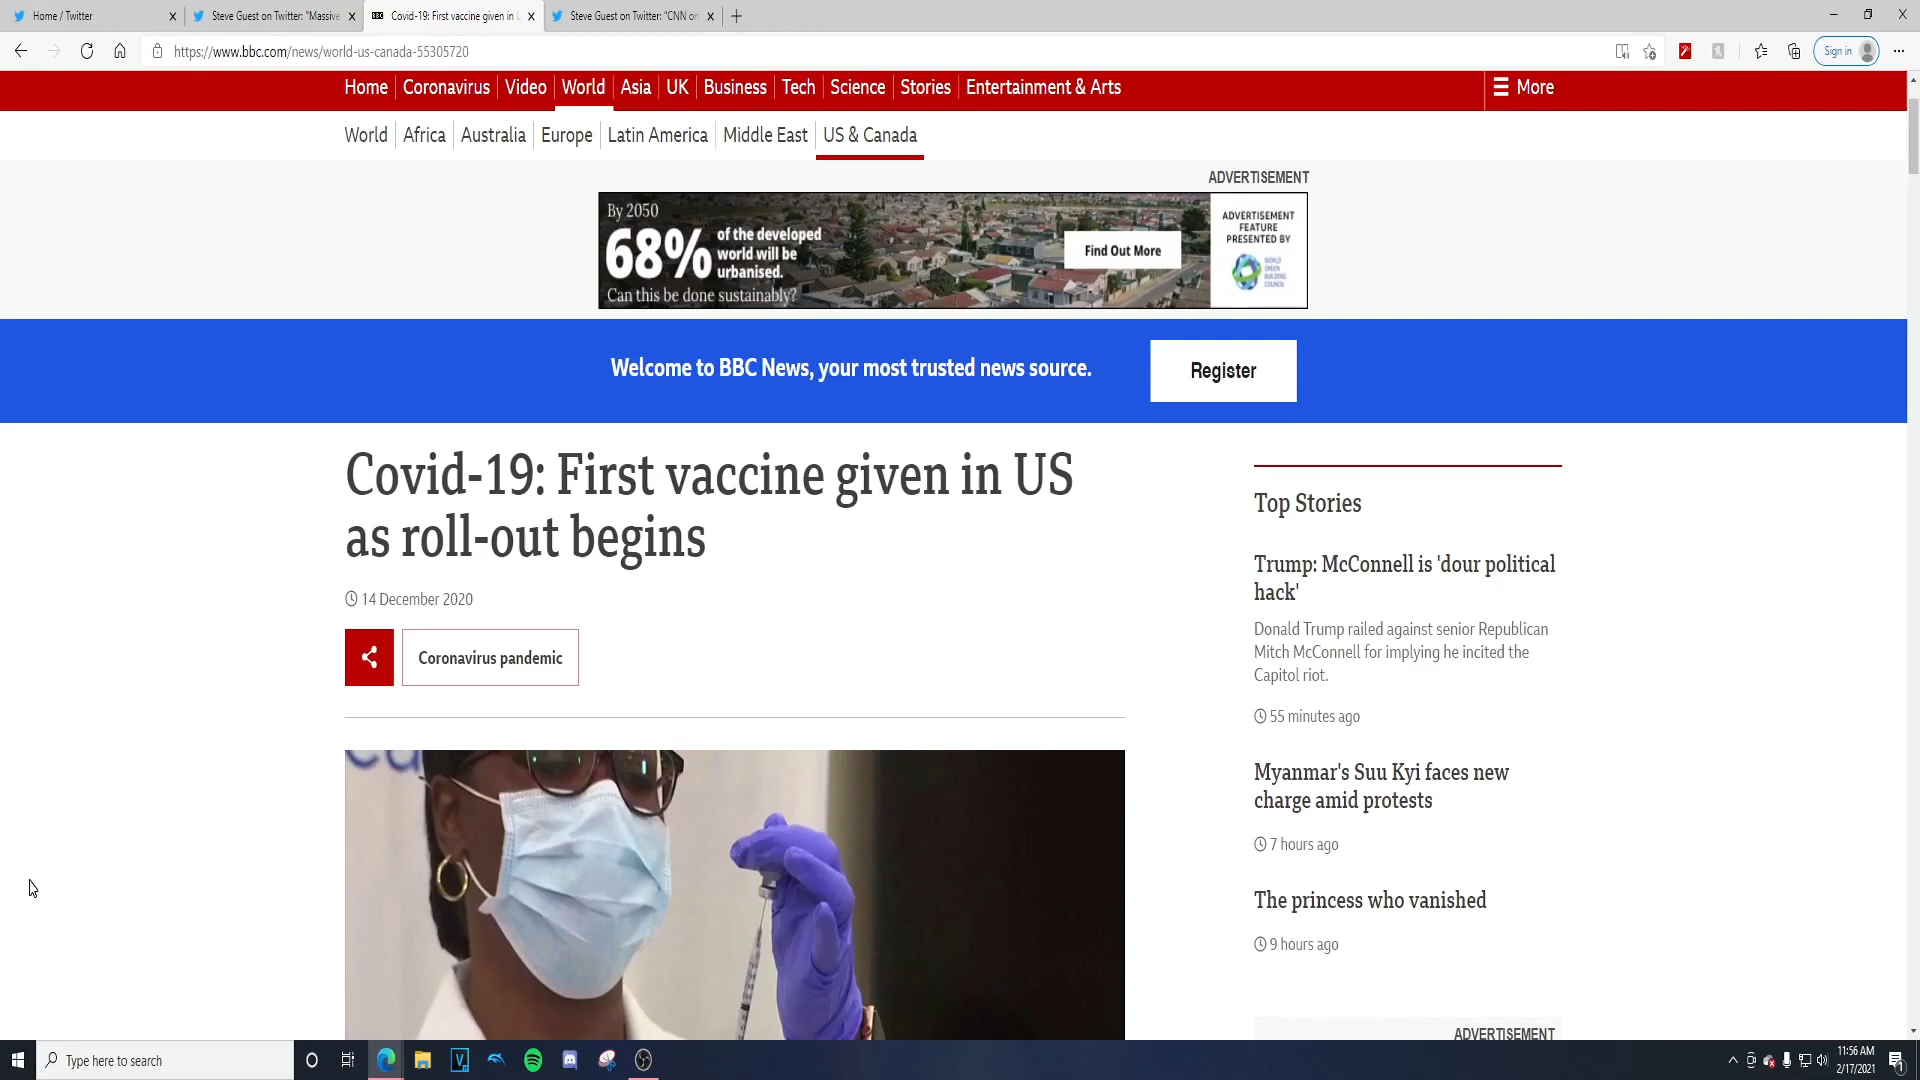 Home / Twitter
Steve Guest on Twitter: "Massive
Covid-19: First vaccine given in
Steve Guest on Twitter: "CNN on
https://www.bbc.com/news/world-us-canada-55305720
Sign in
Home
Coronavirus
Video
World
Asia
UK
Business
Tech
Science
Stories
Entertainment & Arts
More
World
Africa
Australia
Europe
Latin America
Middle East
US & Canada
ADVERTISEMENT
By 2050
68%
of the developed
world will be
urbanised.
Can this be done sustainably?
Find Out More
ADVERTISEMENT
FEATURE
PRESENTED BY
WORLD
GREEN
BUILDING
COUNCIL
Welcome to BBC News, your most trusted news source.
Register
Covid-19: First vaccine given in US
as roll-out begins
14 December 2020
Coronavirus pandemic
Top Stories
Trump: McConnell is 'dour political
hack'
Donald Trump railed against senior Republican
Mitch McConnell for implying he incited the
Capitol riot.
55 minutes ago
Myanmar's Suu Kyi faces new
charge amid protests
7 hours ago
The princess who vanished
9 hours ago
ADVERTISEMENT
Type here to search
11:56 AM
2/17/2021